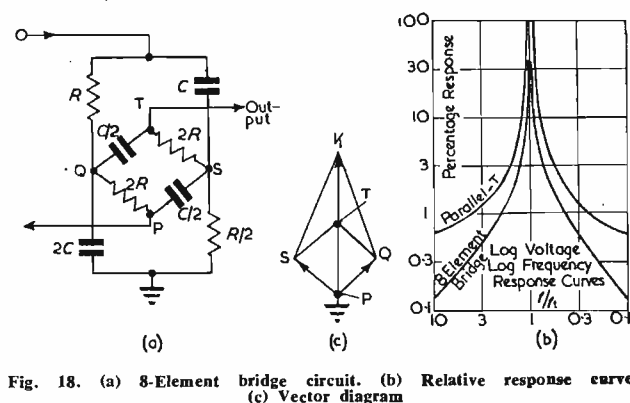 R
C
T
Out-
put
C/2
2R
Q
S
2R
C/2
P
2C
R/2
(a)
K
T
S
Q
P
(c)
Percentage Response
100
30
10
3
1
0·3
0·1
Parallel-T
8 Element
Bridge
Log Voltage
Log Frequency
Response Curves
f/f₁
10 3 1 0·3 0·1
(b)
Fig. 18. (a) 8-Element bridge circuit. (b) Relative response curve
(c) Vector diagram